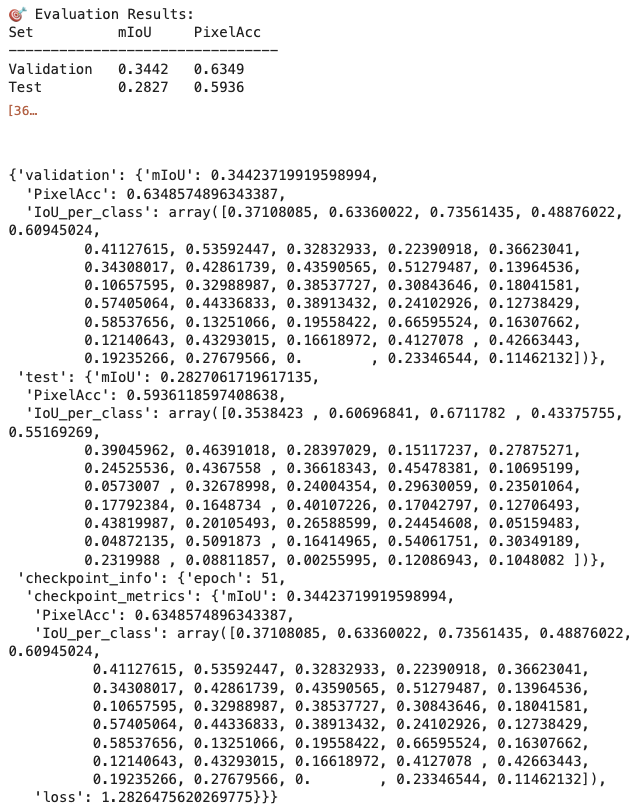 🎯 Evaluation Results:
Set          mIoU     PixelAcc
--------------------------------
Validation   0.3442   0.6349
Test         0.2827   0.5936
[36…
{'validation': {'mIoU': 0.34423719919598994,
  'PixelAcc': 0.6348574896343387,
  'IoU_per_class': array([0.37108085, 0.63360022, 0.73561435, 0.48876022,
0.60945024,
         0.41127615, 0.53592447, 0.32832933, 0.22390918, 0.36623041,
         0.34308017, 0.42861739, 0.43590565, 0.51279487, 0.13964536,
         0.10657595, 0.32988987, 0.38537727, 0.30843646, 0.18041581,
         0.57405064, 0.44336833, 0.38913432, 0.24102926, 0.12738429,
         0.58537656, 0.13251066, 0.19558422, 0.66595524, 0.16307662,
         0.12140643, 0.43293015, 0.16618972, 0.4127078 , 0.42663443,
         0.19235266, 0.27679566, 0.        , 0.23346544, 0.11462132])},
 'test': {'mIoU': 0.2827061719617135,
  'PixelAcc': 0.5936118597408638,
  'IoU_per_class': array([0.3538423 , 0.60696841, 0.6711782 , 0.43375755,
0.55169269,
         0.39045962, 0.46391018, 0.28397029, 0.15117237, 0.27875271,
         0.24525536, 0.4367558 , 0.36618343, 0.45478381, 0.10695199,
         0.0573007 , 0.32678998, 0.24004354, 0.29630059, 0.23501064,
         0.17792384, 0.1648734 , 0.40107226, 0.17042797, 0.12706493,
         0.43819987, 0.20105493, 0.26588599, 0.24454608, 0.05159483,
         0.04872135, 0.5091873 , 0.16414965, 0.54061751, 0.30349189,
         0.2319988 , 0.08811857, 0.00255995, 0.12086943, 0.1048082 ])},
 'checkpoint_info': {'epoch': 51,
  'checkpoint_metrics': {'mIoU': 0.34423719919598994,
   'PixelAcc': 0.6348574896343387,
   'IoU_per_class': array([0.37108085, 0.63360022, 0.73561435, 0.48876022,
0.60945024,
          0.41127615, 0.53592447, 0.32832933, 0.22390918, 0.36623041,
          0.34308017, 0.42861739, 0.43590565, 0.51279487, 0.13964536,
          0.10657595, 0.32988987, 0.38537727, 0.30843646, 0.18041581,
          0.57405064, 0.44336833, 0.38913432, 0.24102926, 0.12738429,
          0.58537656, 0.13251066, 0.19558422, 0.66595524, 0.16307662,
          0.12140643, 0.43293015, 0.16618972, 0.4127078 , 0.42663443,
          0.19235266, 0.27679566, 0.        , 0.23346544, 0.11462132]),
   'loss': 1.2826475620269775}}}